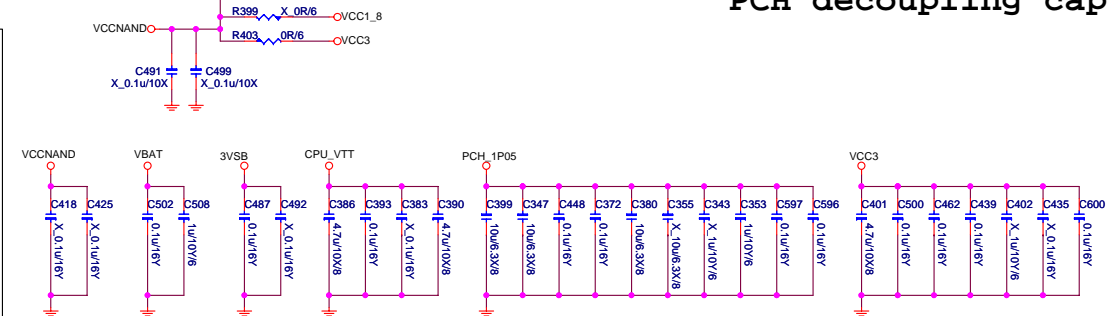 PCH decoupling cap
R399 X_0R/6 VCC1_8
VCCNAND
R403 0R/6 VCC3
C491 C499
X_0.1u/10X X_0.1u/10X
VCCNAND VBAT 3VSB CPU_VTT PCH_1P05 VCC3
C418 C425 C502 C508 C487 C492 C386 C393 C383 C390 C399 C347 C448 C372 C380 C355 C343 C353 C597 C596 C401 C500 C462 C439 C402 C435 C600
X_0.1u/16Y X_0.1u/16Y 0.1u/16Y 1u/10Y/6 0.1u/16Y X_0.1u/16Y 4.7u/10X/8 0.1u/16Y X_0.1u/16Y 4.7u/10X/8 10u/6.3X/8 10u/6.3X/8 0.1u/16Y 0.1u/16Y 10u/6.3X/8 X_10u/6.3X/8 X_1u/10Y/6 1u/10Y/6 0.1u/16Y 0.1u/16Y 4.7u/10X/8 0.1u/16Y 0.1u/16Y 0.1u/16Y X_1u/10Y/6 X_0.1u/16Y 0.1u/16Y